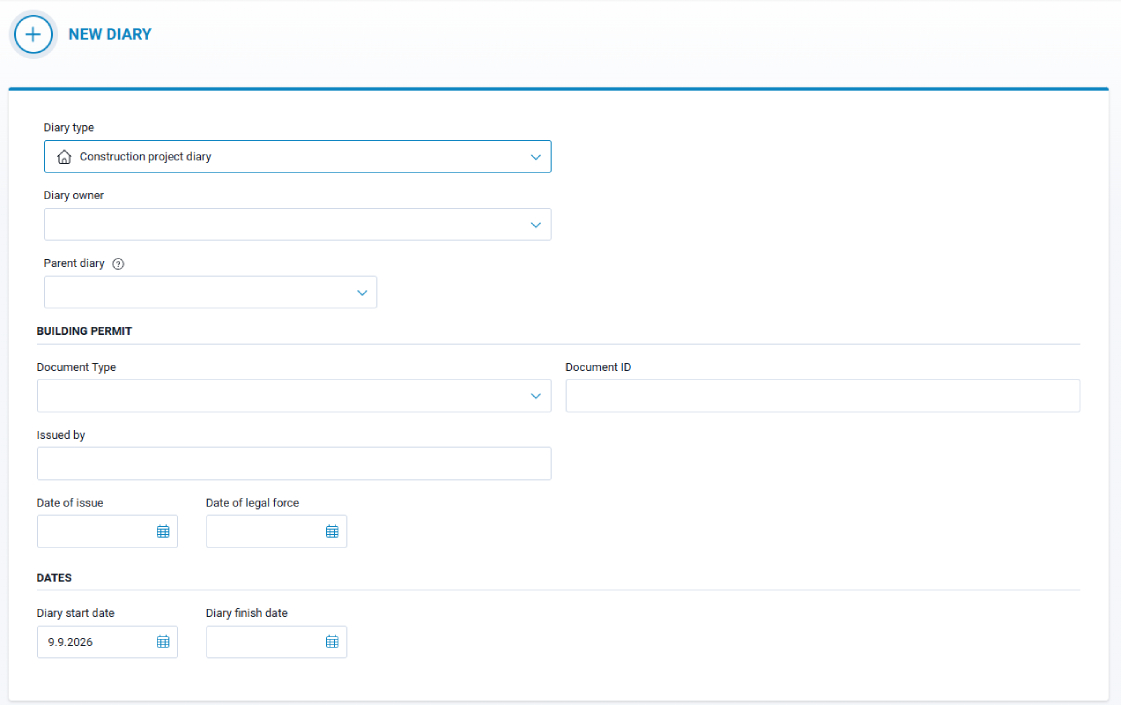 NEW DIARY
Diary type
Construction project diary
Diary owner
Parent diary ?
BUILDING PERMIT
Document Type Document ID
Issued by
Date of issue Date of legal force
DATES
Diary start date Diary finish date
9.9.2026